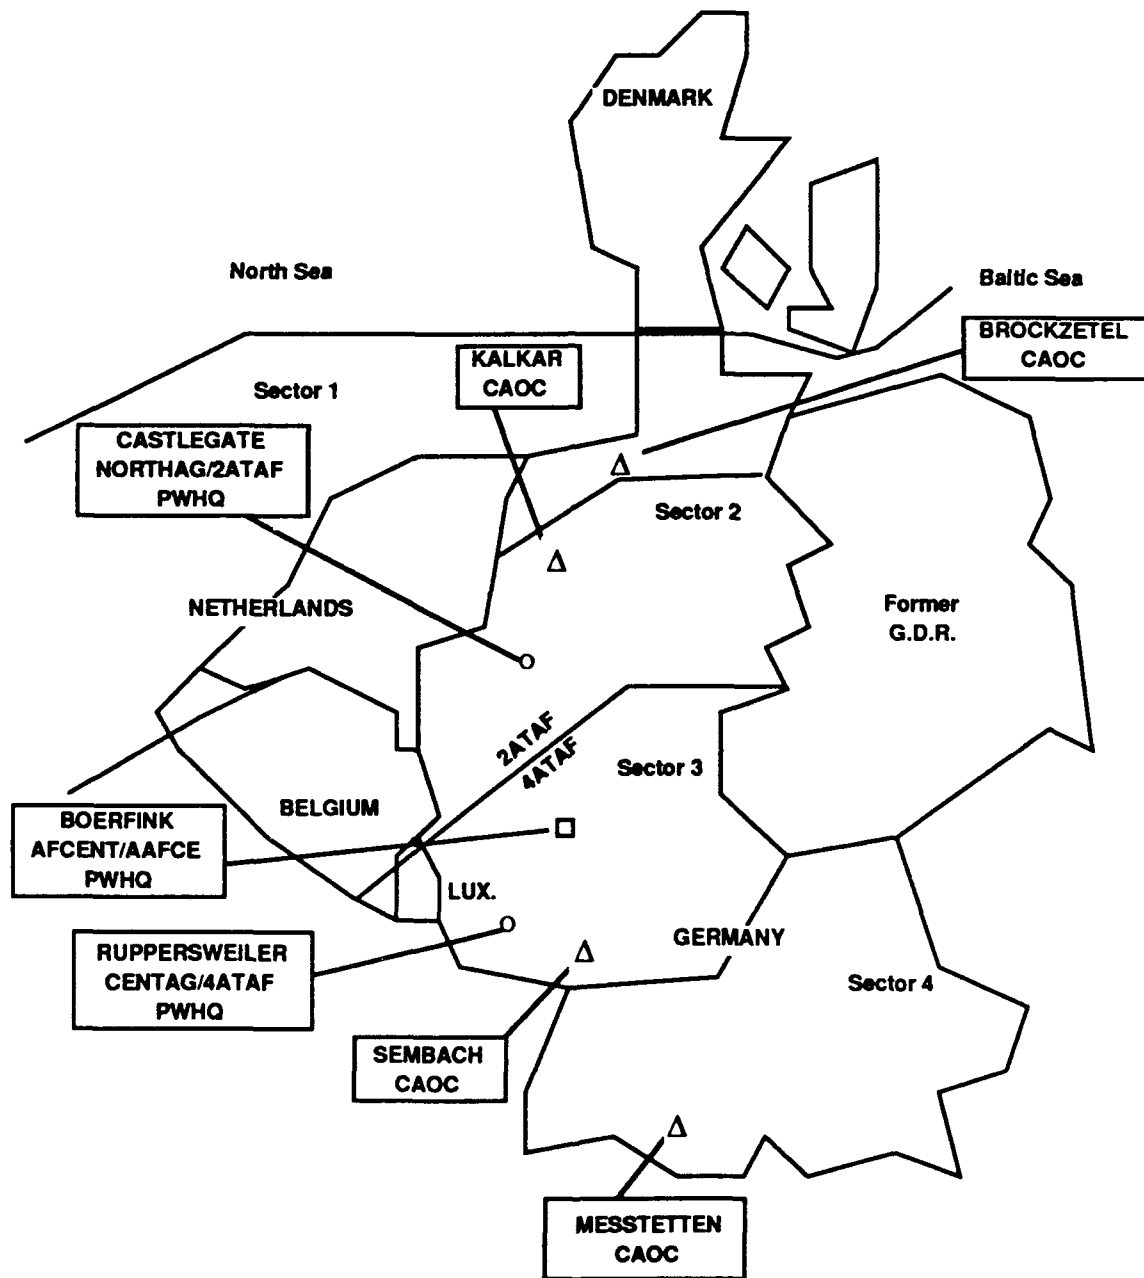 DENMARK
North Sea
Baltic Sea
BROCKZETEL
CAOC
KALKAR
CAOC
Sector 1
CASTLEGATE
NORTHAG/2ATAF
PWHQ
Sector 2
NETHERLANDS
Former
G.D.R.
2ATAF
4ATAF
Sector 3
BELGIUM
BOERFINK
AFCENT/AAFCE
PWHQ
LUX.
GERMANY
RUPPERSWEILER
CENTAG/4ATAF
PWHQ
Sector 4
SEMBACH
CAOC
MESSTETTEN
CAOC